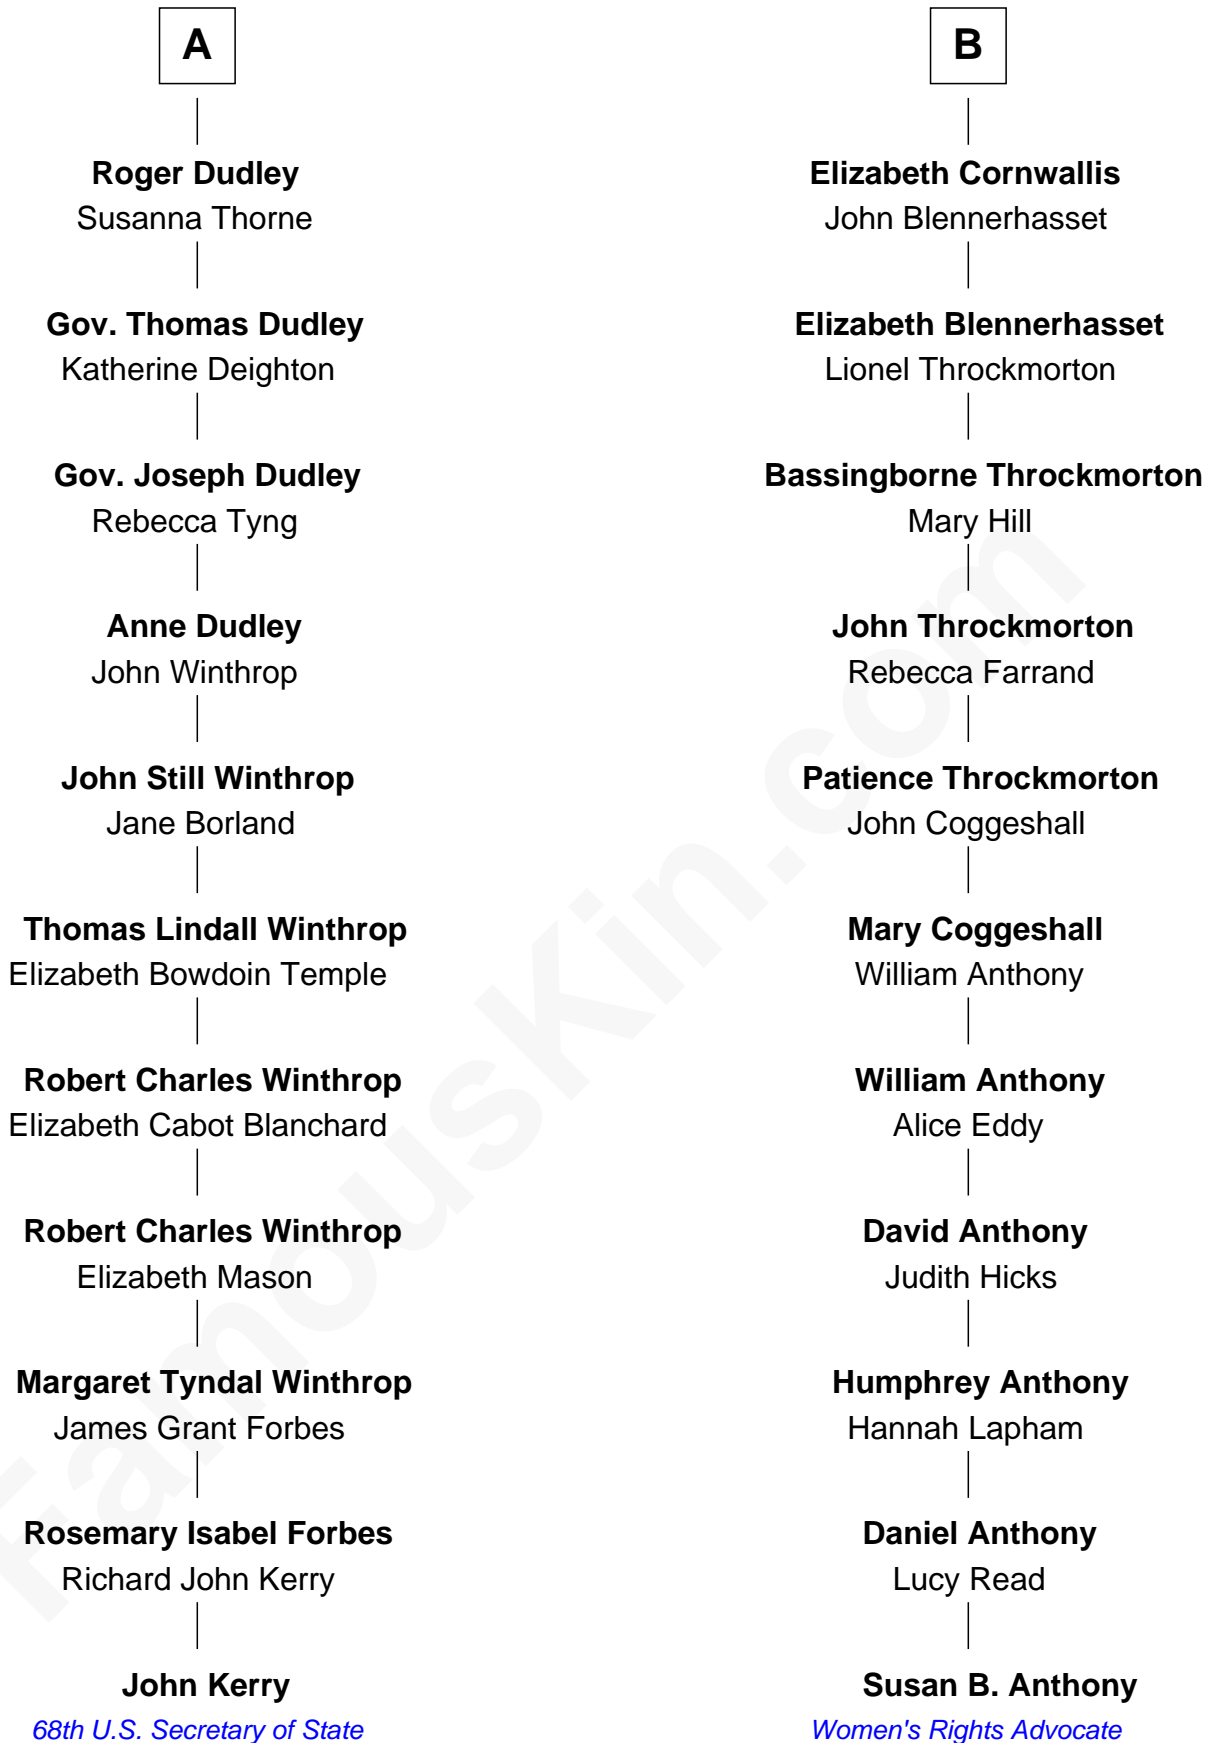 A
Roger Dudley
Susanna Thorne
Gov. Thomas Dudley
Katherine Deighton
Gov. Joseph Dudley
Rebecca Tyng
Anne Dudley
John Winthrop
John Still Winthrop
Jane Borland
Thomas Lindall Winthrop
Elizabeth Bowdoin Temple
Robert Charles Winthrop
Elizabeth Cabot Blanchard
Robert Charles Winthrop
Elizabeth Mason
Margaret Tyndal Winthrop
James Grant Forbes
Rosemary Isabel Forbes
Richard John Kerry
John Kerry
68th U.S. Secretary of State
B
Elizabeth Cornwallis
John Blennerhasset
Elizabeth Blennerhasset
Lionel Throckmorton
Bassingborne Throckmorton
Mary Hill
John Throckmorton
Rebecca Farrand
Patience Throckmorton
John Coggeshall
Mary Coggeshall
William Anthony
William Anthony
Alice Eddy
David Anthony
Judith Hicks
Humphrey Anthony
Hannah Lapham
Daniel Anthony
Lucy Read
Susan B. Anthony
Women's Rights Advocate
FamousKin.com